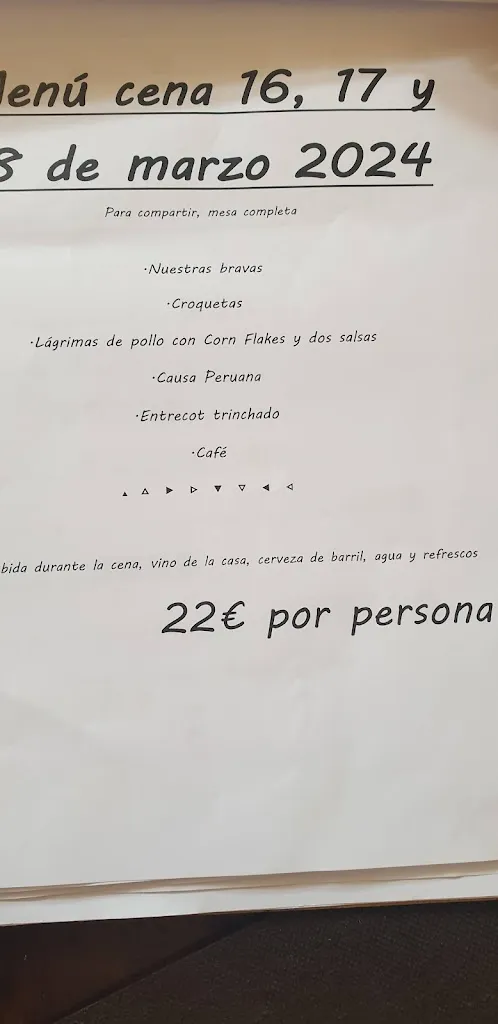 Menú cena 16, 17 y
8 de marzo 2024
Para compartir, mesa completa
·Nuestras bravas
·Croquetas
·Lágrimas de pollo con Corn Flakes y dos salsas
·Causa Peruana
·Entrecot trinchado
·Café
▲ △ ▶ ▷ ▼ ▽ ◀ ◁
bida durante la cena, vino de la casa, cerveza de barril, agua y refrescos
22€ por persona